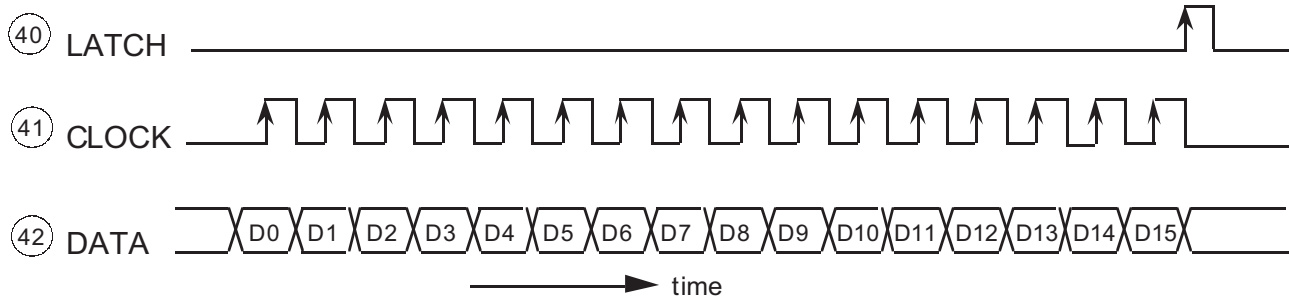 40 LATCH
41 CLOCK
42 DATA D0 D1 D2 D3 D4 D5 D6 D7 D8 D9 D10 D11 D12 D13 D14 D15
time